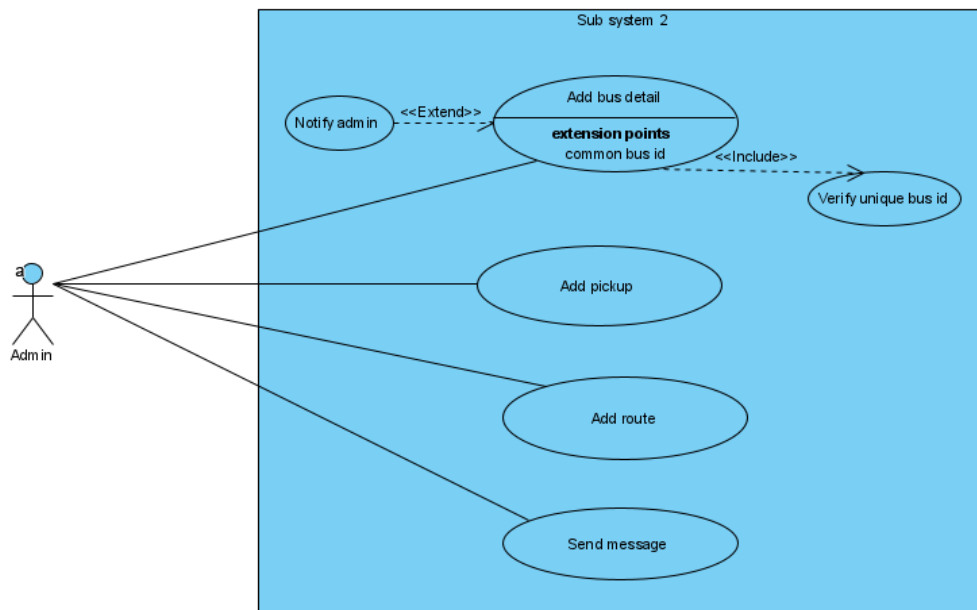 Sub system 2
Add bus detail
<<Extend>>
Notify admin
extension points
common bus id
<<Include>>
Verify unique bus id
a
Add pickup
Admin
Add route
Send message